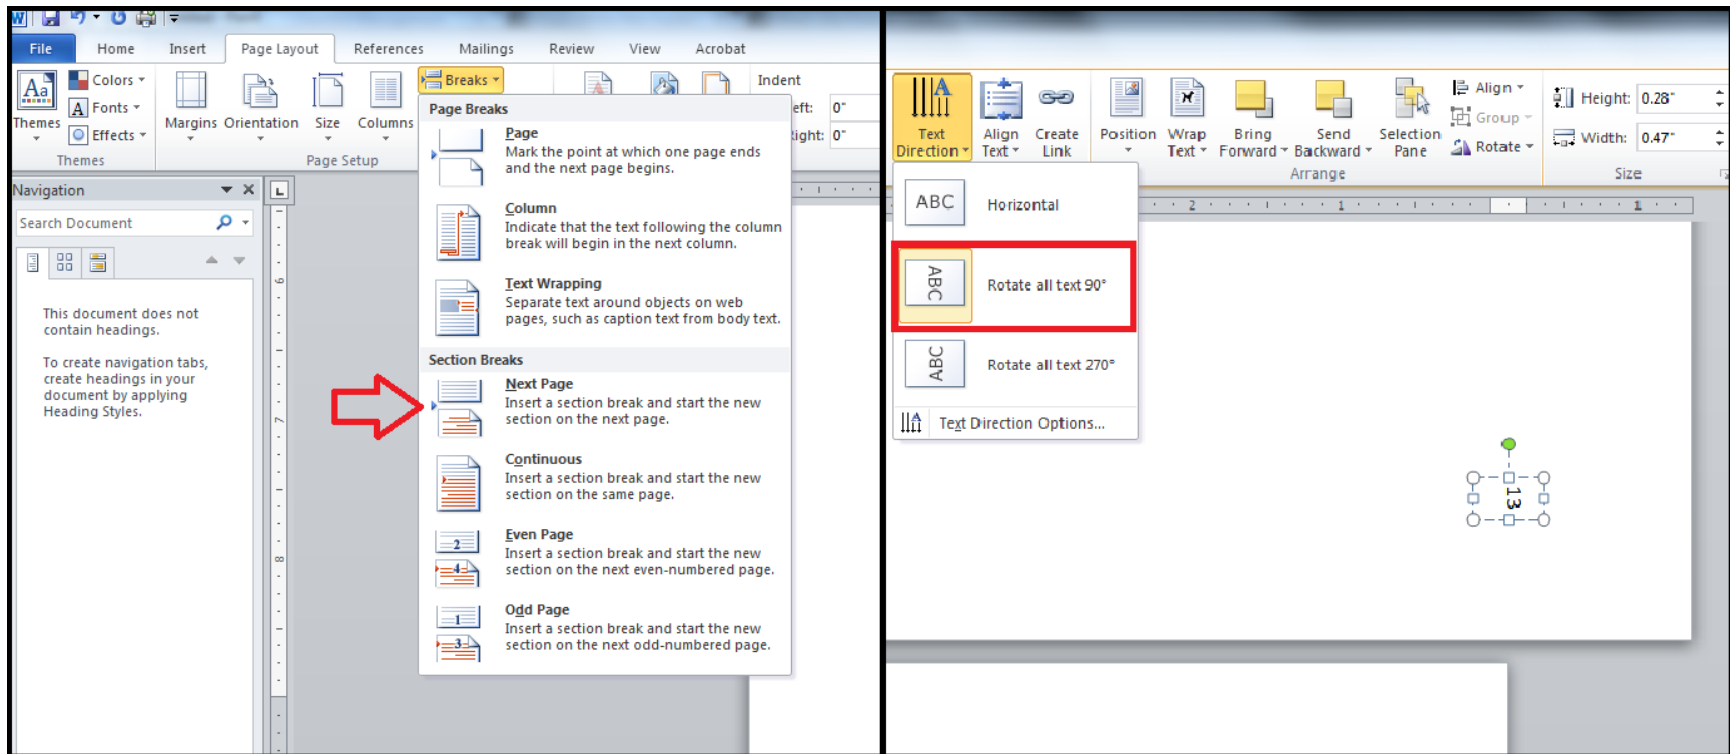 File Home Insert Page Layout References Mailings Review View Acrobat
Themes
Colors
Fonts
Effects
Themes
Margins Orientation Size Columns
Page Setup
Breaks
Indent
eft: 0"
Right: 0"
Navigation
Search Document
This document does not
contain headings.
To create navigation tabs,
create headings in your
document by applying
Heading Styles.
6
7
8
Page Breaks
Page
Mark the point at which one page ends
and the next page begins.
Column
Indicate that the text following the column
break will begin in the next column.
Text Wrapping
Separate text around objects on web
pages, such as caption text from body text.
Section Breaks
Next Page
Insert a section break and start the new
section on the next page.
Continuous
Insert a section break and start the new
section on the same page.
Even Page
Insert a section break and start the new
section on the next even-numbered page.
Odd Page
Insert a section break and start the new
section on the next odd-numbered page.
Text
Direction
Align
Text
Create
Link
Position
Wrap
Text
Bring
Forward
Send
Backward
Selection
Pane
Align
Group
Rotate
Arrange
Height: 0.28"
Width: 0.47"
Size
2 1 1
ABC Horizontal
ABC Rotate all text 90°
ABC Rotate all text 270°
Text Direction Options...
13